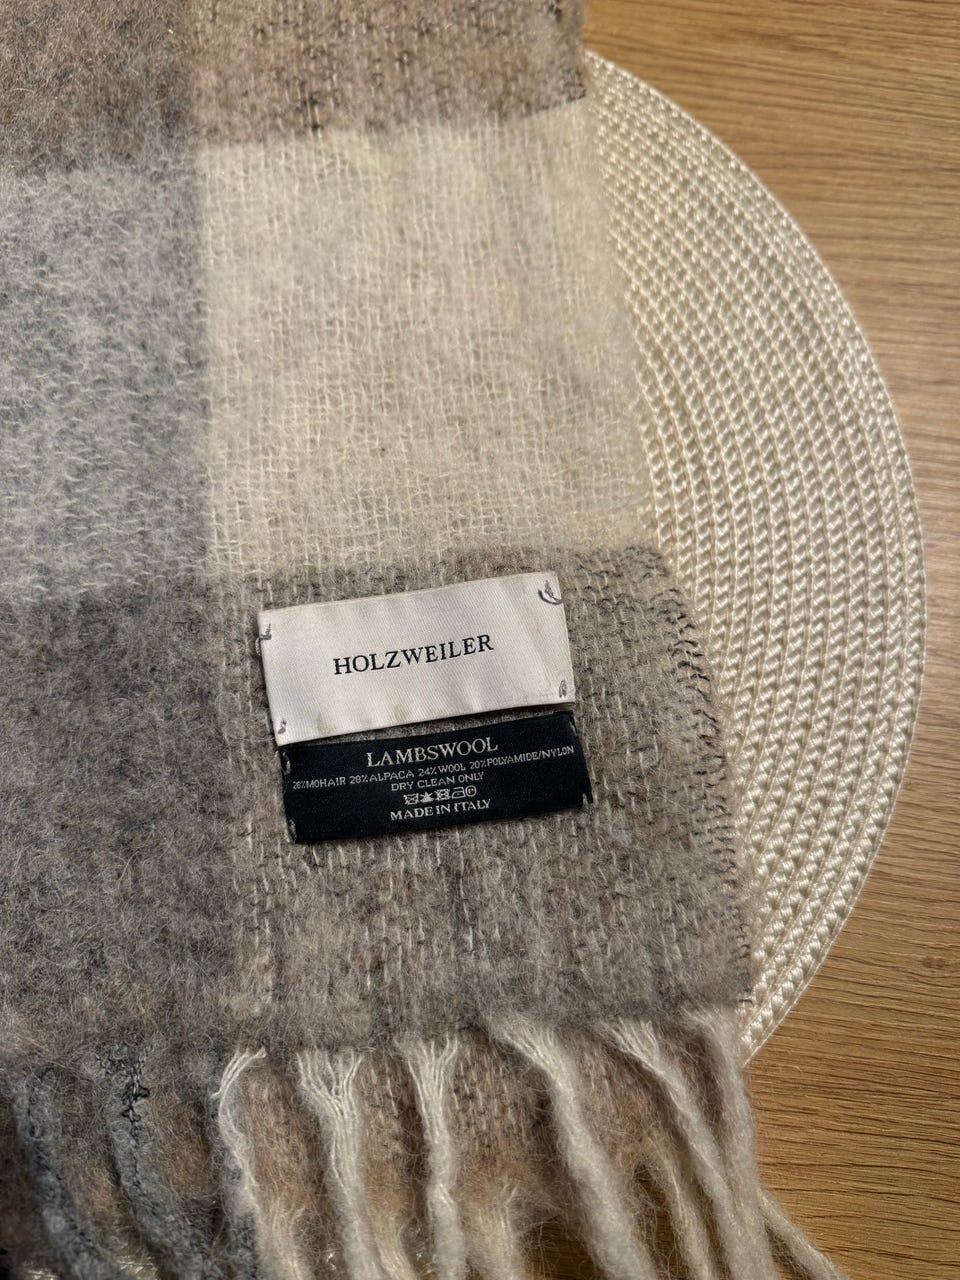 HOLZWEILER
LAMBSWOOL
28%MOHAIR 28%ALPACA 24%WOOL 20%POLYAMIDE/NYLON
DRY CLEAN ONLY
MADE IN ITALY